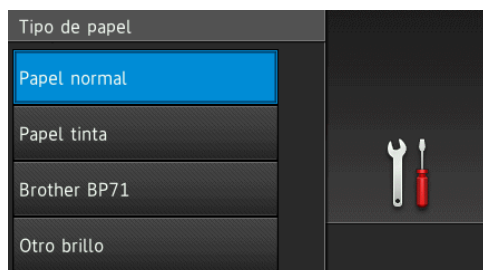 Tipo de papel
Papel normal
Papel tinta
Brother BP71
Otro brillo